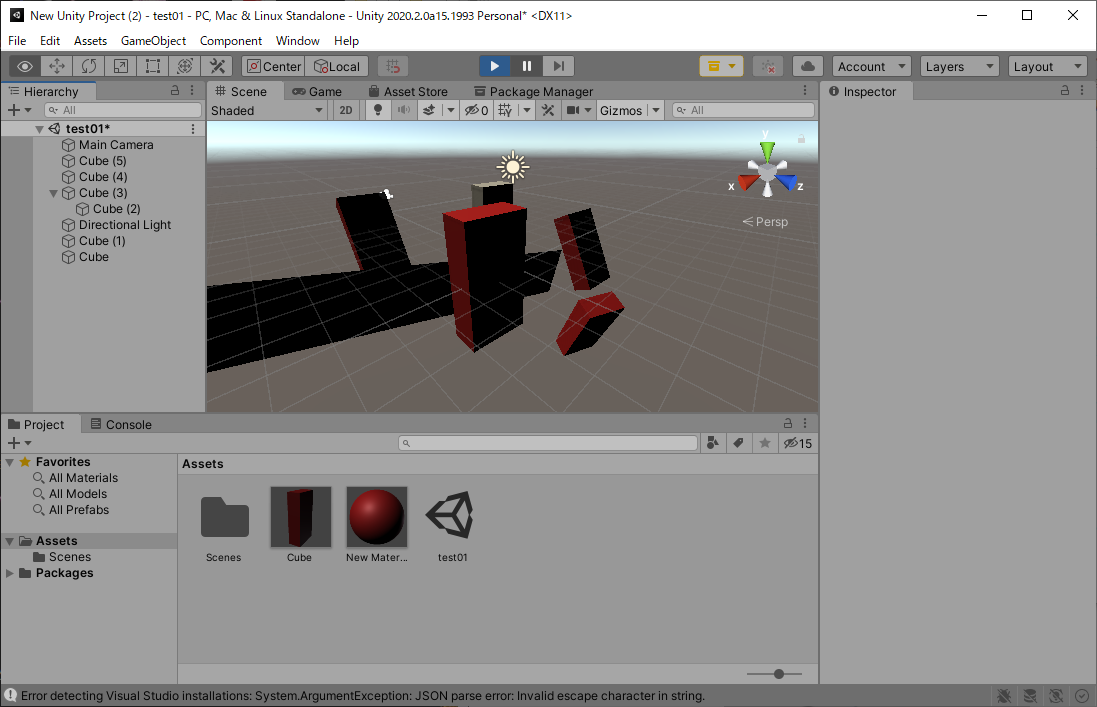 New Unity Project (2) - test01 - PC, Mac & Linux Standalone - Unity 2020.2.0a15.1993 Personal* <DX11>
File Edit Assets GameObject Component Window Help
Center Local Account Layers Layout
Hierarchy
All
test01*
Main Camera
Cube (5)
Cube (4)
Cube (3)
Cube (2)
Directional Light
Cube (1)
Cube
Scene Game Asset Store Package Manager
Shaded 2D 0 Gizmos All
y
x z
Persp
Inspector
Project Console
15
Favorites
All Materials
All Models
All Prefabs
Assets
Scenes
Packages
Assets
Scenes Cube New Mater... test01
Error detecting Visual Studio installations: System.ArgumentException: JSON parse error: Invalid escape character in string.